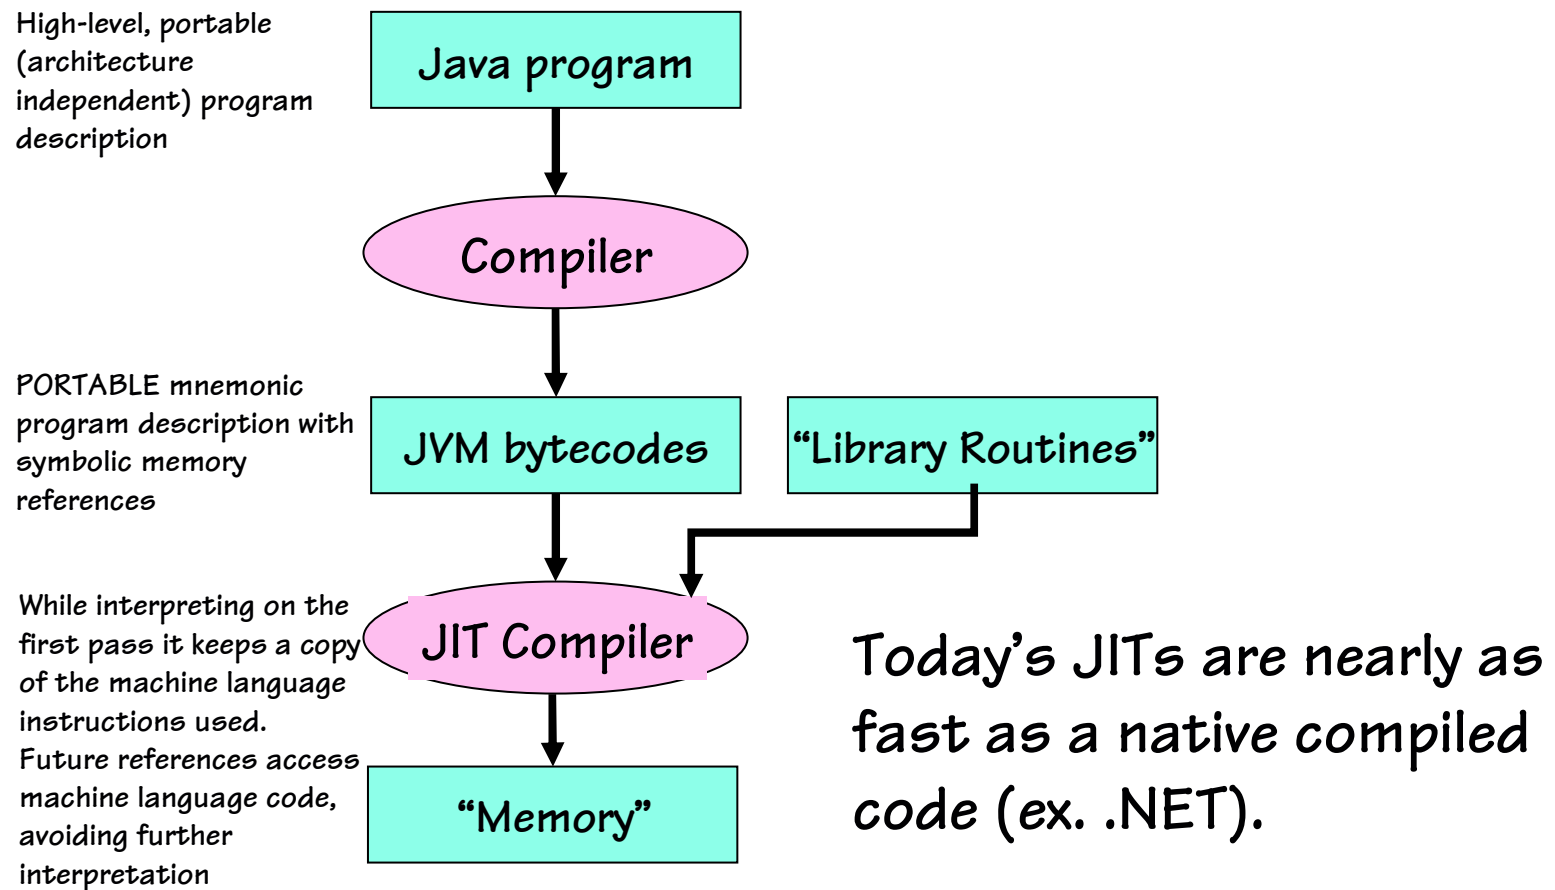 High-level, portable
(architecture
independent) program
description
Java program
Compiler
PORTABLE mnemonic
program description with
symbolic memory
references
JVM bytecodes
“Library Routines”
While interpreting on the
first pass it keeps a copy
of the machine language
instructions used.
Future references access
machine language code,
avoiding further
interpretation
JIT Compiler
“Memory”
Today’s JITs are nearly as
fast as a native compiled
code (ex. .NET).